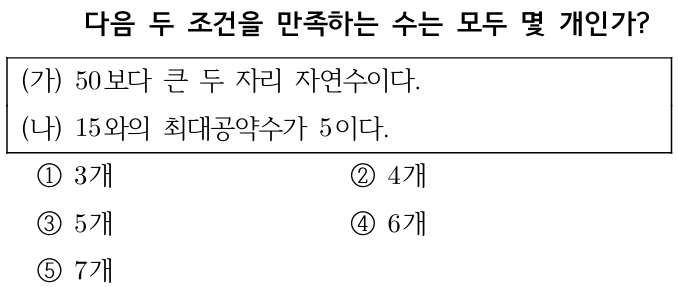 다음 두 조건을 만족하는 수는 모두 몇 개인가?
(가) 50보다 큰 두 자리 자연수이다.
(나) 15와의 최대공약수가 5이다.
① 3개 ② 4개
③ 5개 ④ 6개
⑤ 7개